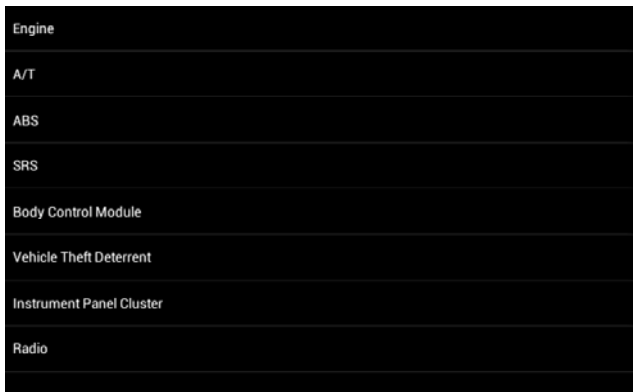 Engine
A/T
ABS
SRS
Body Control Module
Vehicle Theft Deterrent
Instrument Panel Cluster
Radio